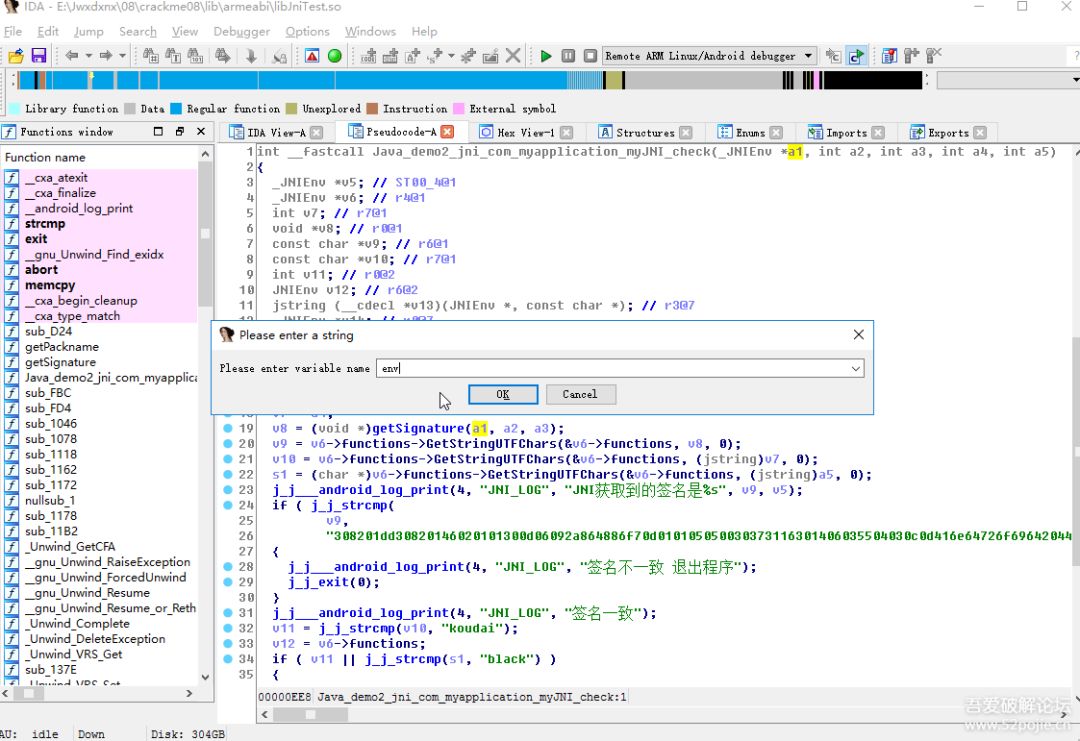 IDA - E:\Jwxdxnx\08\crackme08\lib\armeabi\libJniTest.so
File Edit Jump Search View Debugger Options Windows Help
Remote ARM Linux/Android debugger
Library function Data Regular function Unexplored Instruction External symbol
Functions window
IDA View-A Pseudocode-A Hex View-1 Structures Enums Imports Exports
Function name
__cxa_atexit
__cxa_finalize
__android_log_print
strcmp
exit
__gnu_Unwind_Find_exidx
abort
memcpy
__cxa_begin_cleanup
__cxa_type_match
sub_D24
getPackname
getSignature
Java_demo2_jni_com_myapplica
sub_FBC
sub_FD4
sub_1046
sub_1078
sub_1118
sub_1162
sub_1172
nullsub_1
sub_1178
sub_11B2
_Unwind_GetCFA
__gnu_Unwind_RaiseException
__gnu_Unwind_ForcedUnwind
__gnu_Unwind_Resume
__gnu_Unwind_Resume_or_Reth
_Unwind_Complete
_Unwind_DeleteException
_Unwind_VRS_Get
sub_137E
_Unwind_VRS_Set
1 int __fastcall Java_demo2_jni_com_myapplication_myJNI_check(_JNIEnv *a1, int a2, int a3, int a4, int a5)
2 {
3 _JNIEnv *v5; // ST00_4@1
4 _JNIEnv *v6; // r4@1
5 int v7; // r7@1
6 void *v8; // r0@1
7 const char *v9; // r6@1
8 const char *v10; // r7@1
9 int v11; // r0@2
10 JNIEnv v12; // r6@2
11 jstring (__cdecl *v13)(JNIEnv *, const char *); // r3@7
Please enter a string
Please enter variable name env
OK Cancel
19 v8 = (void *)getSignature(a1, a2, a3);
20 v9 = v6->functions->GetStringUTFChars(&v6->functions, v8, 0);
21 v10 = v6->functions->GetStringUTFChars(&v6->functions, (jstring)v7, 0);
22 s1 = (char *)v6->functions->GetStringUTFChars(&v6->functions, (jstring)a5, 0);
23 j_j___android_log_print(4, "JNI_LOG", "JNI获取到的签名是%s", v9, v5);
24 if ( j_j_strcmp(
25 v9,
26 "308201dd30820146020101300d06092a864886f70d010105050030373116301406035504030c0d416e64726f69642044
27 {
28 j_j___android_log_print(4, "JNI_LOG", "签名不一致 退出程序");
29 j_j_exit(0);
30 }
31 j_j___android_log_print(4, "JNI_LOG", "签名一致");
32 v11 = j_j_strcmp(v10, "koudai");
33 v12 = v6->functions;
34 if ( v11 || j_j_strcmp(s1, "black") )
35 {
00000EE8 Java_demo2_jni_com_myapplication_myJNI_check:1
AU: idle Down Disk: 304GB
吾爱破解论坛
www.52pojie.cn